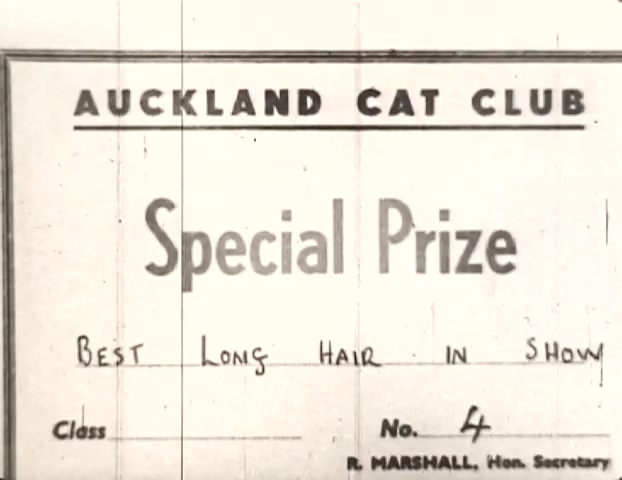 AUCKLAND CAT CLUB
Special Prize
BEST LONG HAIR IN SHOW
Class
No. 4
R. MARSHALL, Hon. Secretary